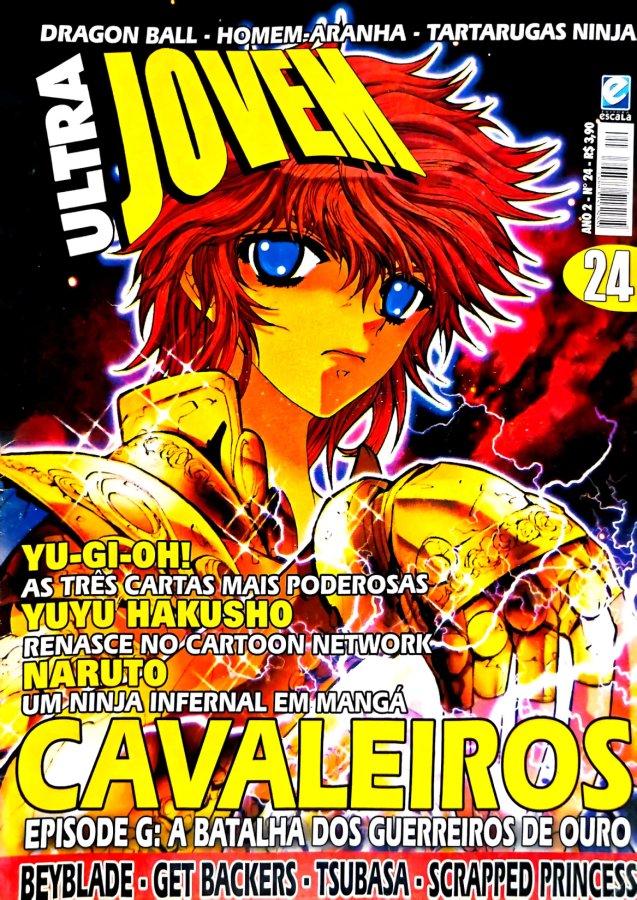 DRAGON BALL - HOMEM-ARANHA - TARTARUGAS NINJA
ULTRA
JOVEM
escala
ANO 2 - Nº 24 - R$ 3,90
24
YU-GI-OH!
AS TRÊS CARTAS MAIS PODEROSAS
YUYU HAKUSHO
RENASCE NO CARTOON NETWORK
NARUTO
UM NINJA INFERNAL EM MANGÁ
CAVALEIROS
EPISODE G: A BATALHA DOS GUERREIROS DE OURO
BEYBLADE - GET BACKERS - TSUBASA - SCRAPPED PRINCESS